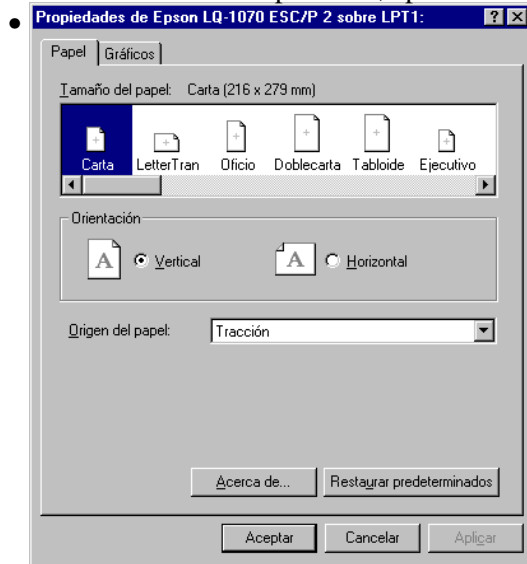 Propiedades de Epson LQ-1070 ESC/P 2 sobre LPT1:
Papel Gráficos
Tamaño del papel: Carta (216 x 279 mm)
Carta LetterTran Oficio Doblecarta Tabloide Ejecutivo
Orientación
A Vertical A Horizontal
Origen del papel: Tracción
Acerca de... Restaurar predeterminados
Aceptar Cancelar Aplicar